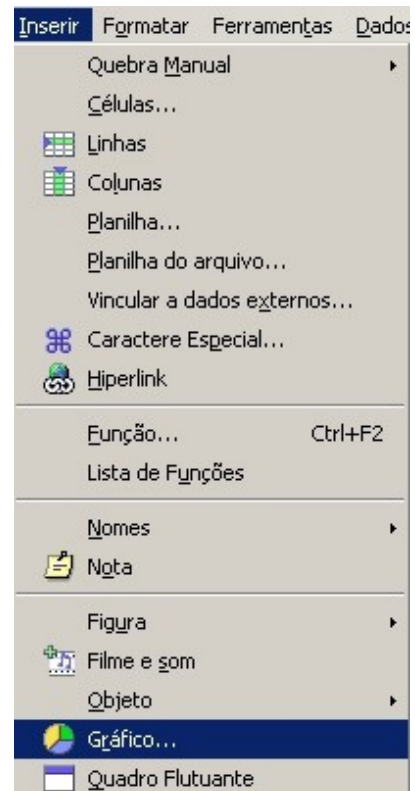 Inserir Formatar Ferramentas Dados
Quebra Manual
Células...
Linhas
Colunas
Planilha...
Planilha do arquivo...
Vincular a dados externos...
Caractere Especial...
Hiperlink
Função... Ctrl+F2
Lista de Funções
Nomes
Nota
Figura
Filme e som
Objeto
Gráfico...
Quadro Flutuante